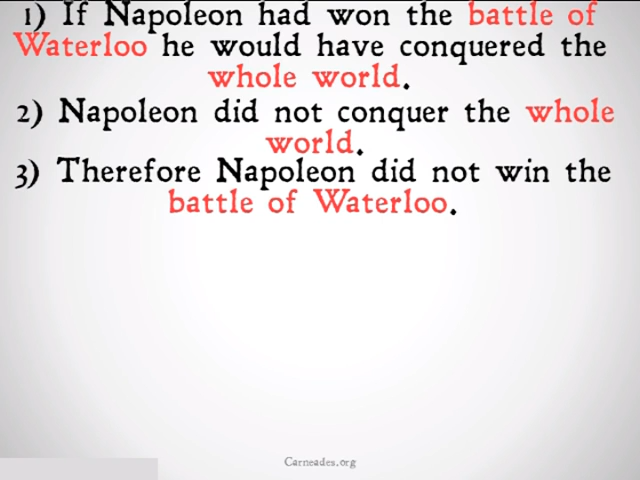 1) If Napoleon had won the battle of
Waterloo he would have conquered the
whole world.
2) Napoleon did not conquer the whole
world.
3) Therefore Napoleon did not win the
battle of Waterloo.
Carneades.org